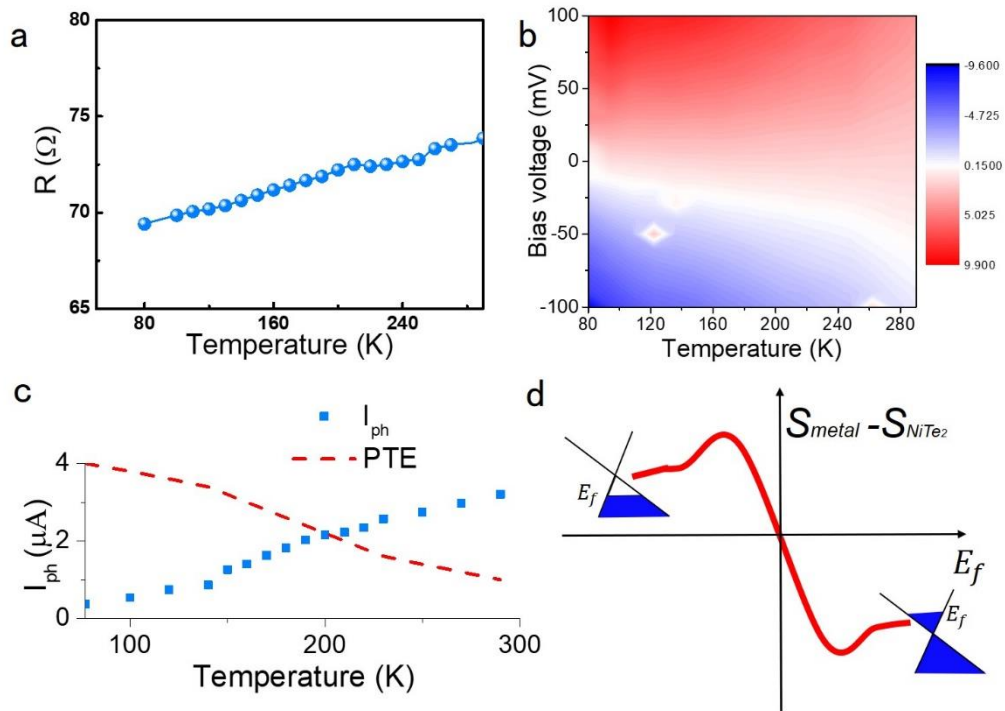 a
80
75
70
65
R (Ω)
80
160
240
Temperature (K)
b
100
50
0
-50
-100
Bias voltage (mV)
80
120
160
200
240
280
Temperature (K)
-9.600
-4.725
0.1500
5.025
9.900
c
I_ph
PTE
4
2
0
I_ph (μA)
100
200
300
Temperature (K)
d
S_metal -S_NiTe₂
E_f
E_f
E_f